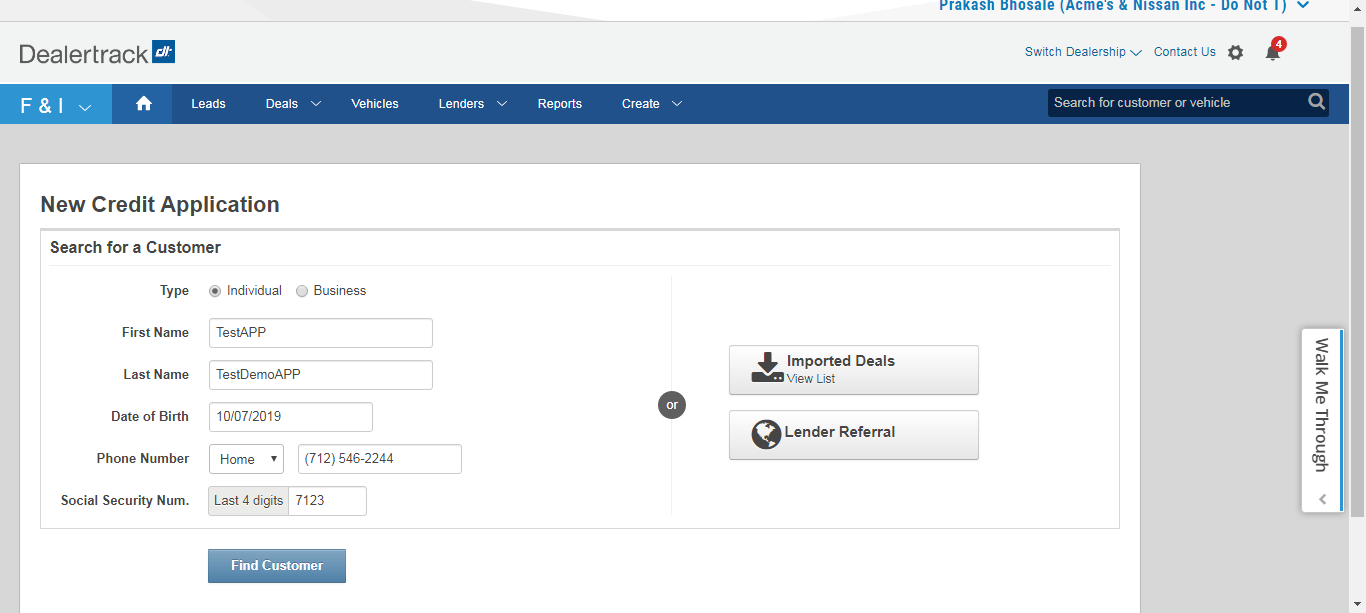 Prakash Bhosale (Acme's & Nissan Inc - Do Not T)
Dealertrack dt
Switch Dealership Contact Us 4
F & I Leads Deals Vehicles Lenders Reports Create Search for customer or vehicle
New Credit Application
Search for a Customer
Type Individual Business
First Name TestAPP
Last Name TestDemoAPP
Date of Birth 10/07/2019
Phone Number Home (712) 546-2244
Social Security Num. Last 4 digits 7123
or
Imported Deals
View List
Lender Referral
Find Customer
Walk Me Through